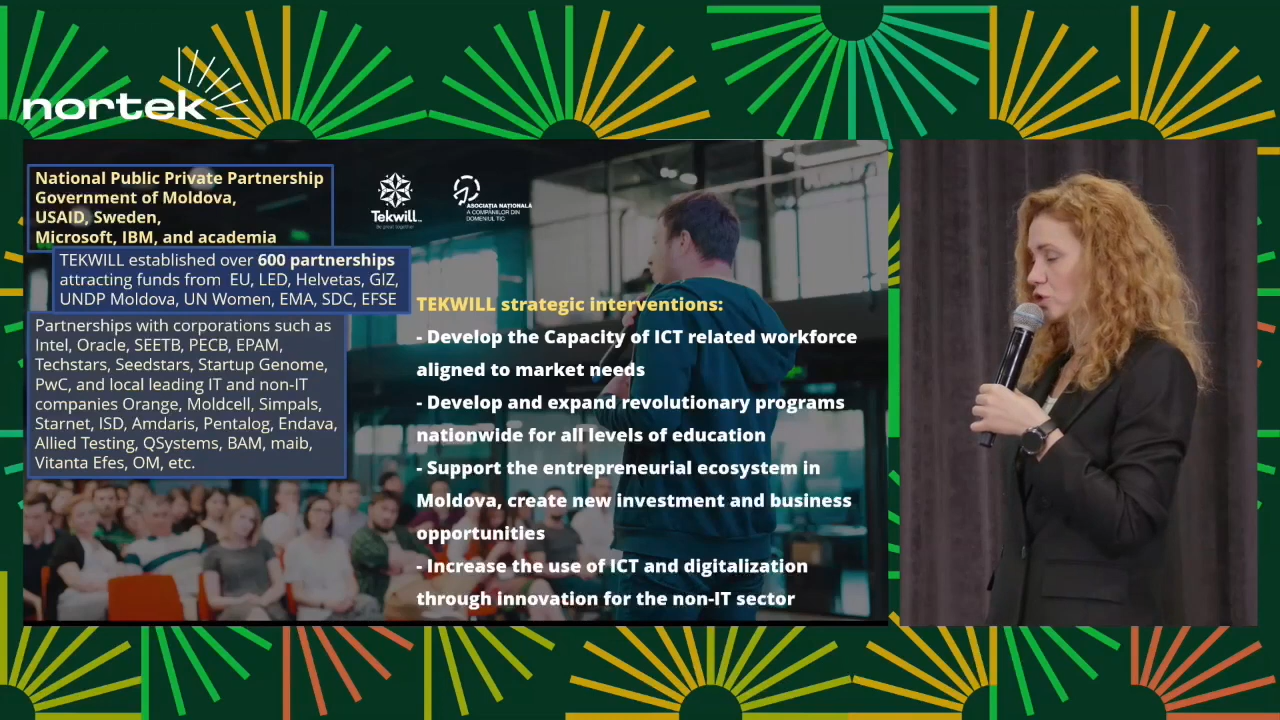 nortek
National Public Private Partnership
Government of Moldova,
USAID, Sweden,
Microsoft, IBM, and academia
TEKWILL established over 600 partnerships
attracting funds from EU, LED, Helvetas, GIZ,
UNDP Moldova, UN Women, EMA, SDC, EFSE
Partnerships with corporations such as
Intel, Oracle, SEETB, PECB, EPAM,
Techstars, Seedstars, Startup Genome,
PwC, and local leading IT and non-IT
companies Orange, Moldcell, Simpals,
Starnet, ISD, Amdaris, Pentalog, Endava,
Allied Testing, QSystems, BAM, maib,
Vitanta Efes, OM, etc.
Tekwill
Be great together
ASOCIAȚIA NAȚIONALĂ
A COMPANIILOR DIN
DOMENIUL TIC
TEKWILL strategic interventions:
- Develop the Capacity of ICT related workforce
aligned to market needs
- Develop and expand revolutionary programs
nationwide for all levels of education
- Support the entrepreneurial ecosystem in
Moldova, create new investment and business
opportunities
- Increase the use of ICT and digitalization
through innovation for the non-IT sector